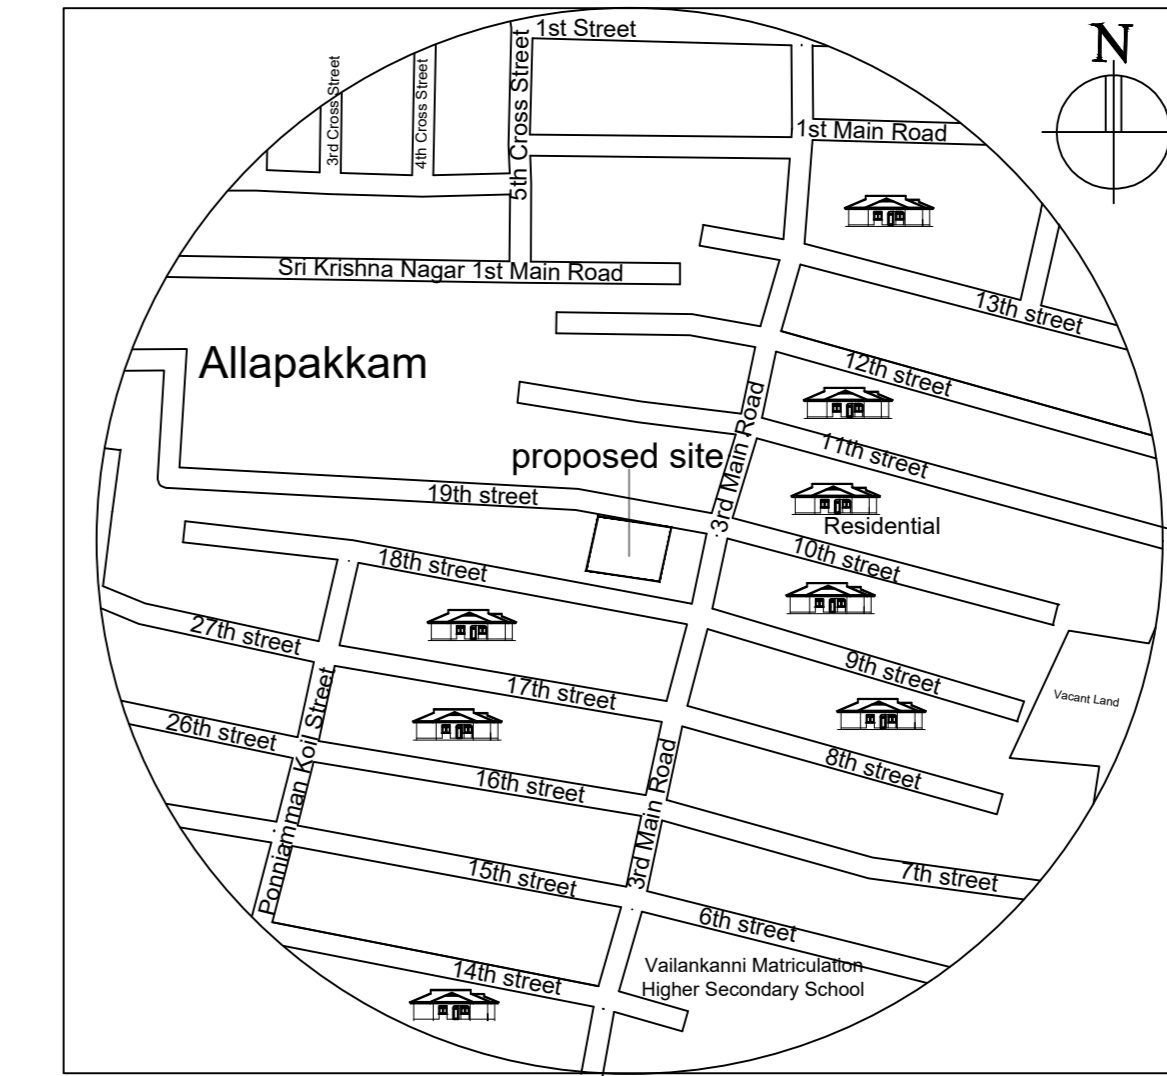 1st Street
N
3rd Cross Street
4th Cross Street
5th Cross Street
1st Main Road
Sri Krishna Nagar 1st Main Road
13th street
Allapakkam
12th street
3rd Main Road
11th street
proposed site
19th street
Residential
10th street
18th street
27th street
9th street
17th street
Vacant Land
Ponniamman Koi Street
26th street
3rd Main Road
8th street
16th street
15th street
7th street
6th street
14th street
Vailankanni Matriculation
Higher Secondary School